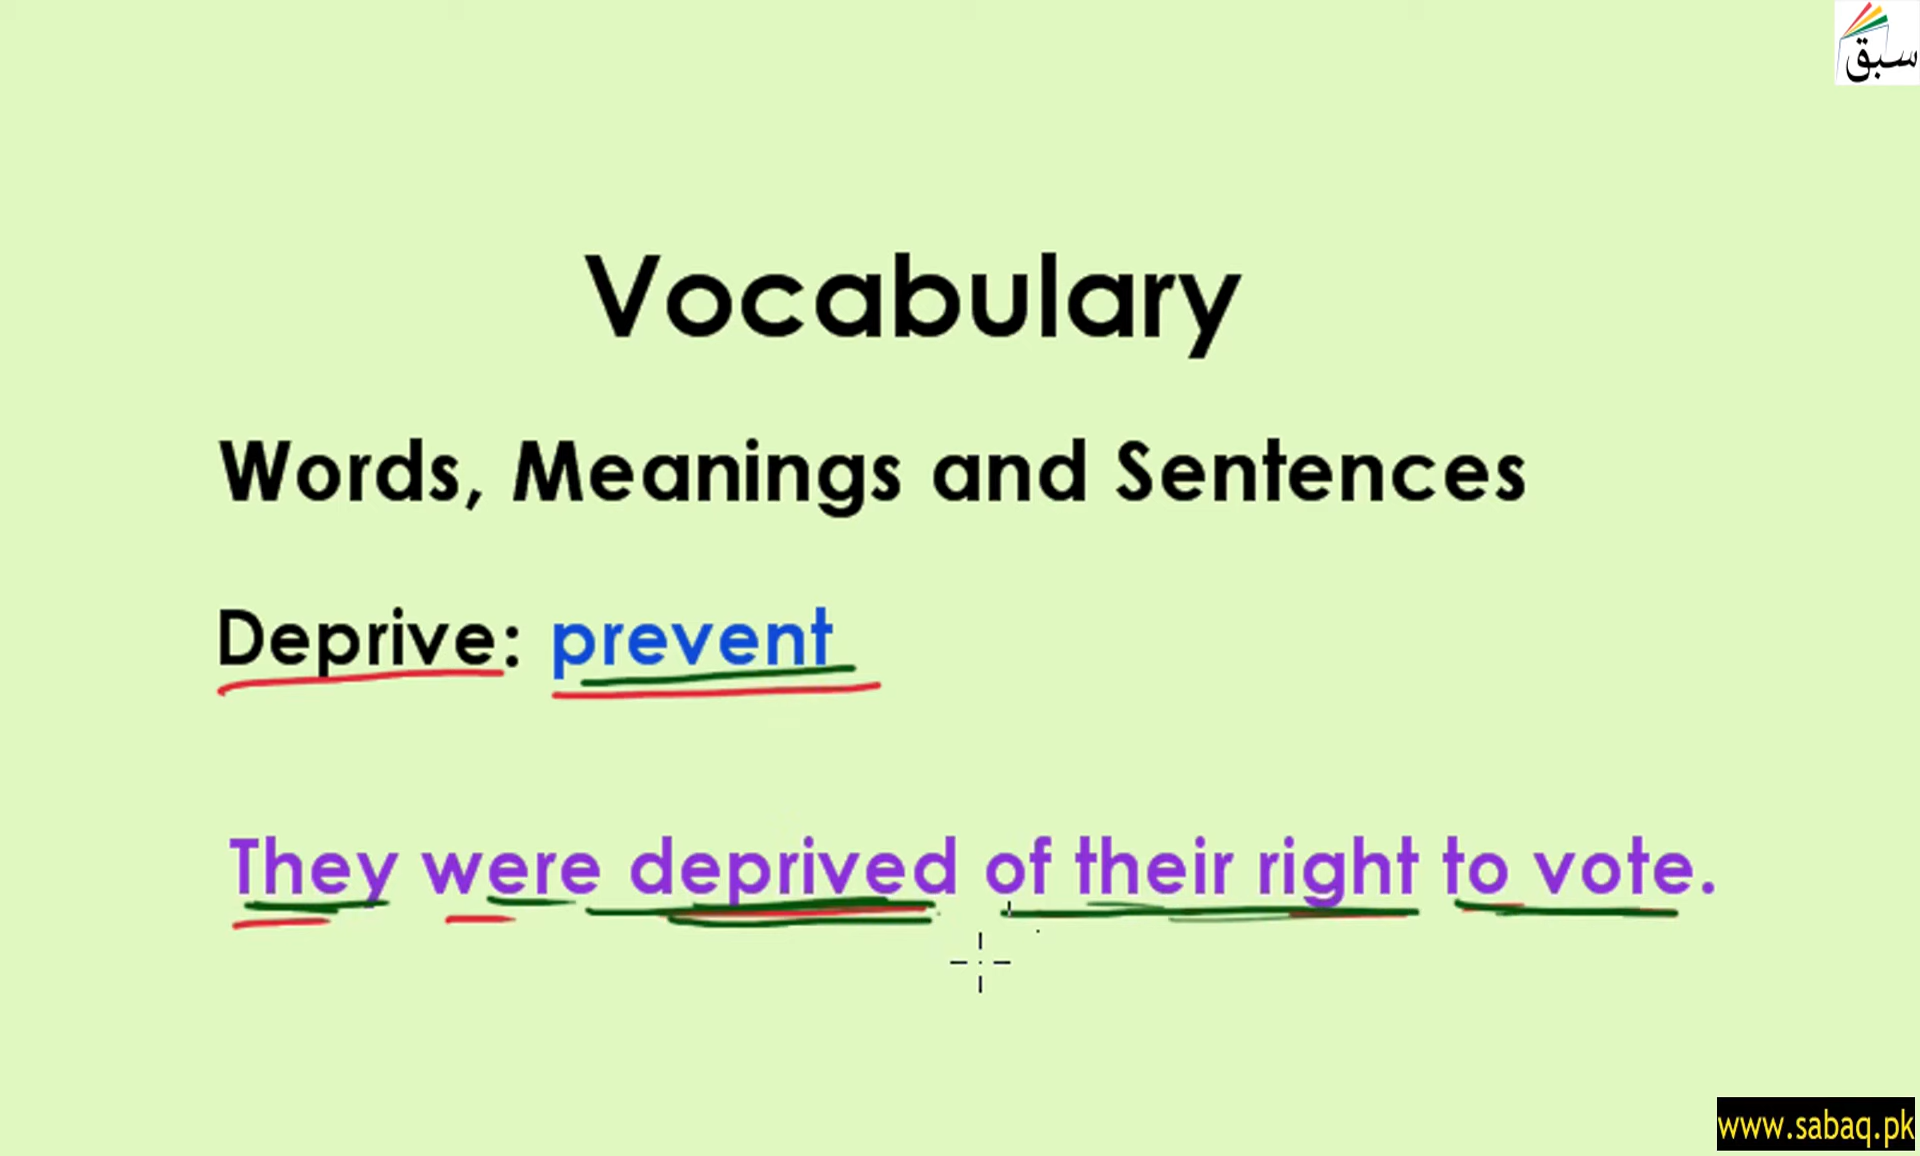 سبق
Vocabulary
Words, Meanings and Sentences
Deprive: prevent
They were deprived of their right to vote.
www.sabaq.pk